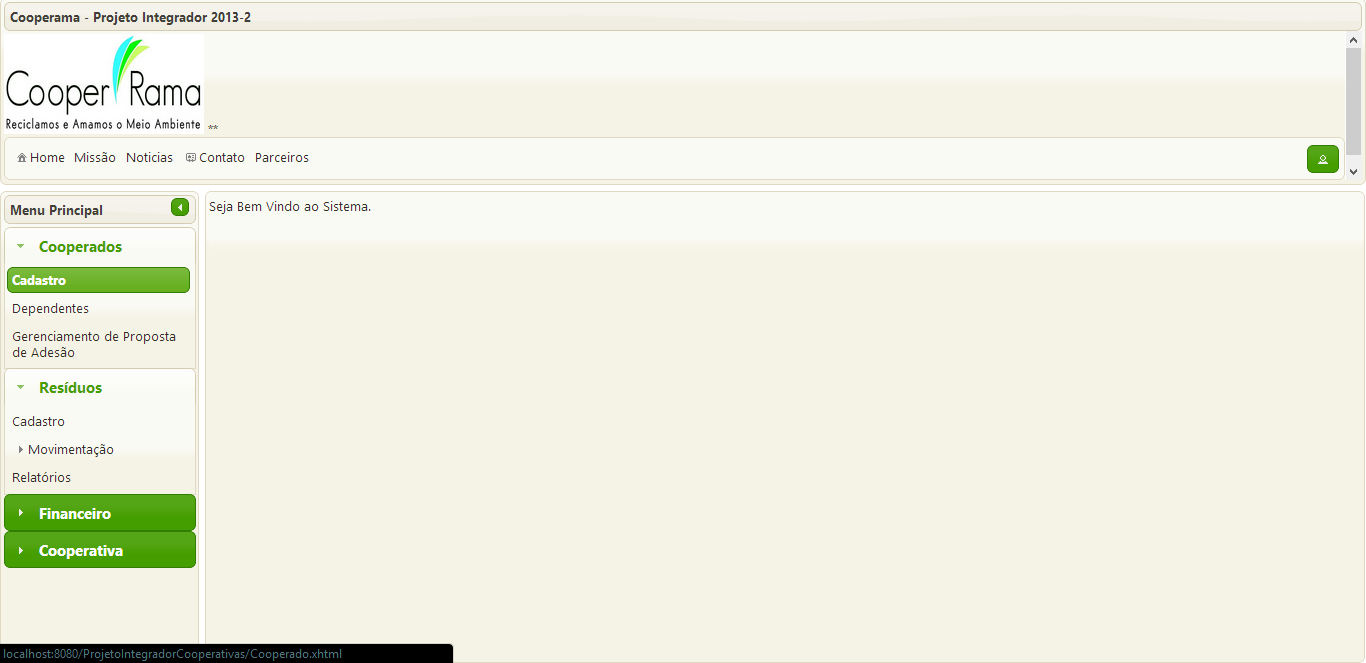 Cooperama - Projeto Integrador 2013-2
Cooper Rama
Reciclamos e Amamos o Meio Ambiente
**
Home Missão Noticias Contato Parceiros
Menu Principal
Seja Bem Vindo ao Sistema.
Cooperados
Cadastro
Dependentes
Gerenciamento de Proposta
de Adesão
Resíduos
Cadastro
Movimentação
Relatórios
Financeiro
Cooperativa
localhost:8080/ProjetoIntegradorCooperativas/Cooperado.xhtml